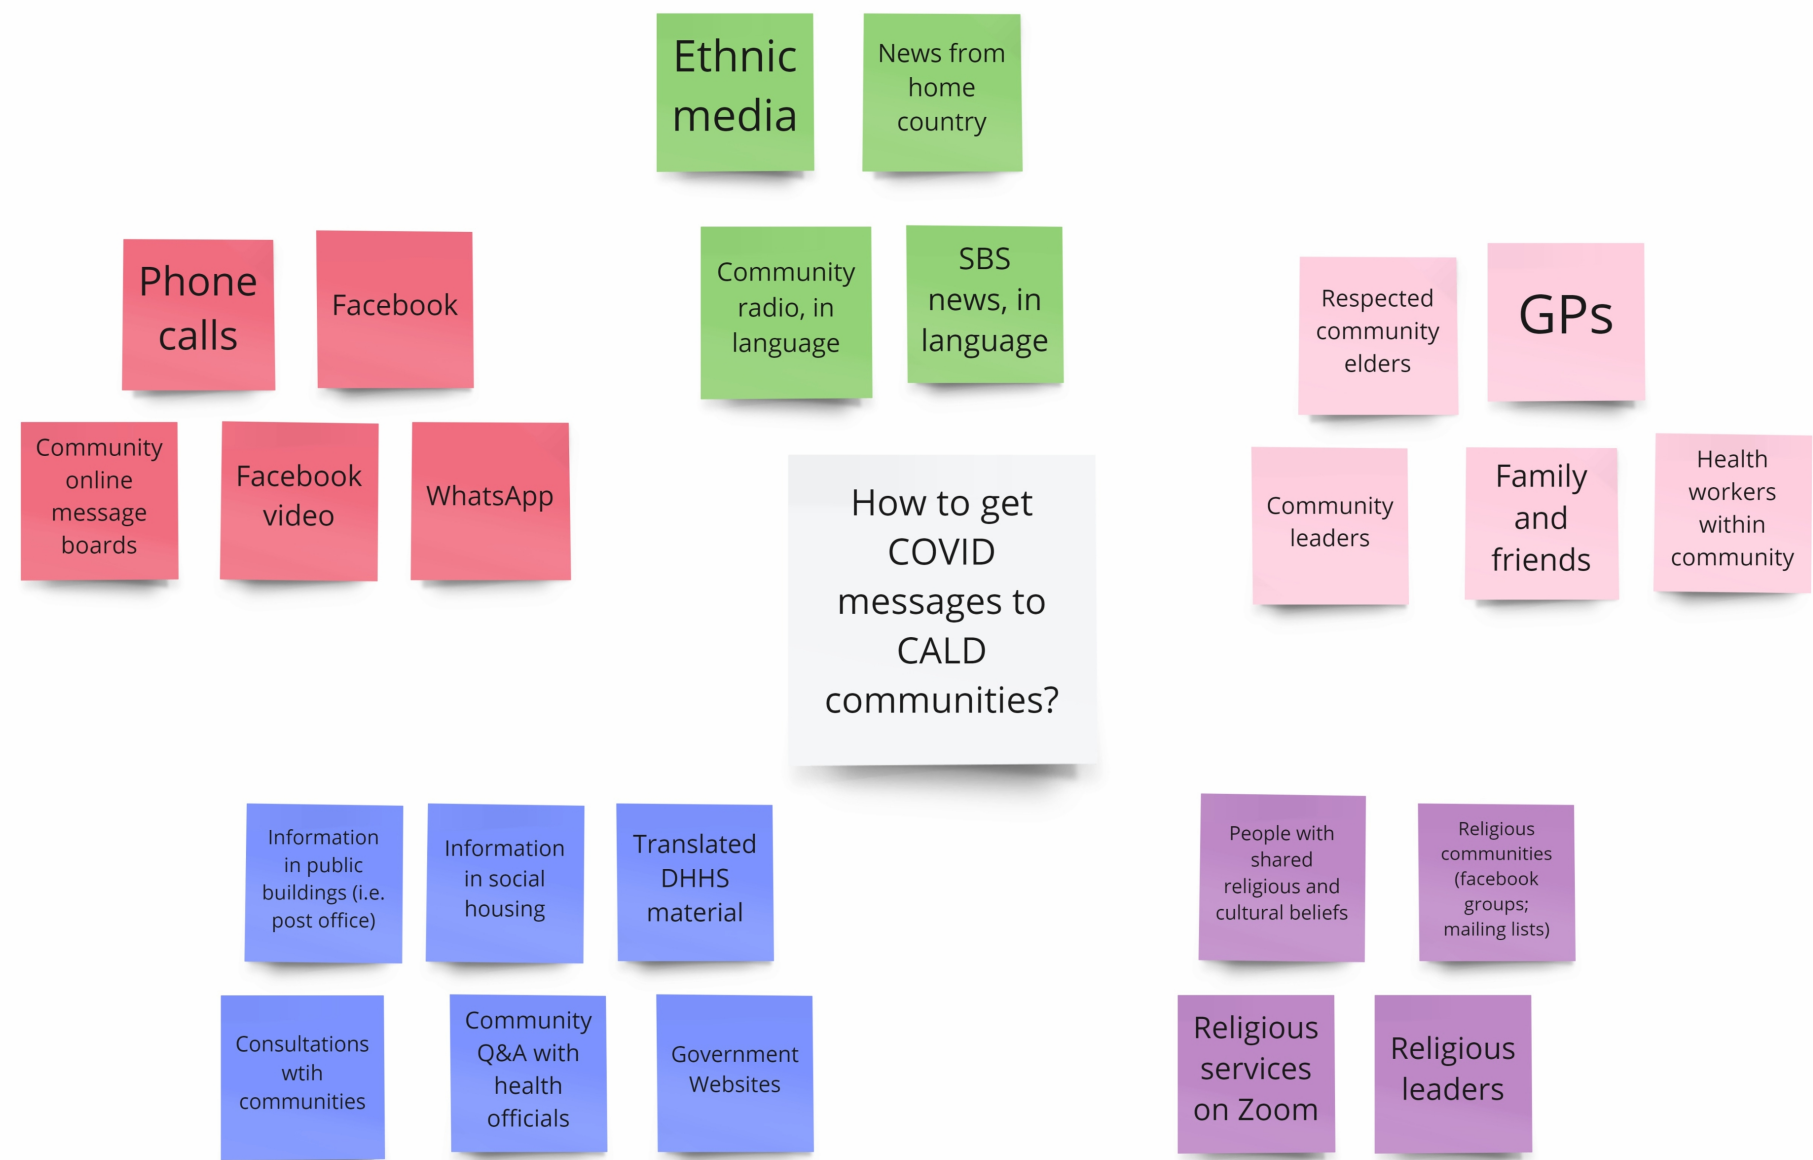 Ethnic
media
News from
home
country
Community
radio, in
language
SBS
news, in
language
Phone
calls
Facebook
Community
online
message
boards
Facebook
video
WhatsApp
Respected
community
elders
GPs
Community
leaders
Family
and
friends
Health
workers
within
community
How to get
COVID
messages to
CALD
communities?
Information
in public
buildings (i.e.
post office)
Information
in social
housing
Translated
DHHS
material
Consultations
wtih
communities
Community
Q&A with
health
officials
Government
Websites
People with
shared
religious and
cultural beliefs
Religious
communities
(facebook
groups;
mailing lists)
Religious
services
on Zoom
Religious
leaders